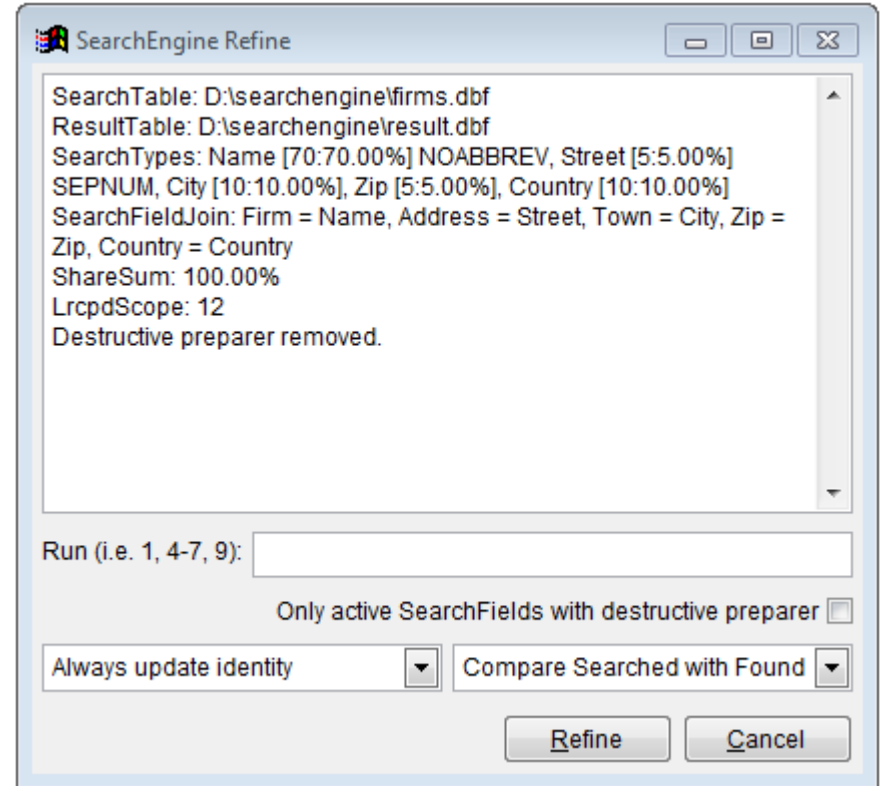 SearchEngine Refine
SearchTable: D:\searchengine\firms.dbf
ResultTable: D:\searchengine\result.dbf
SearchTypes: Name [70:70.00%] NOABBREV, Street [5:5.00%]
SEPNUM, City [10:10.00%], Zip [5:5.00%], Country [10:10.00%]
SearchFieldJoin: Firm = Name, Address = Street, Town = City, Zip =
Zip, Country = Country
ShareSum: 100.00%
LrcpdScope: 12
Destructive preparer removed.
Run (i.e. 1, 4-7, 9):
Only active SearchFields with destructive preparer
Always update identity
Compare Searched with Found
Refine
Cancel